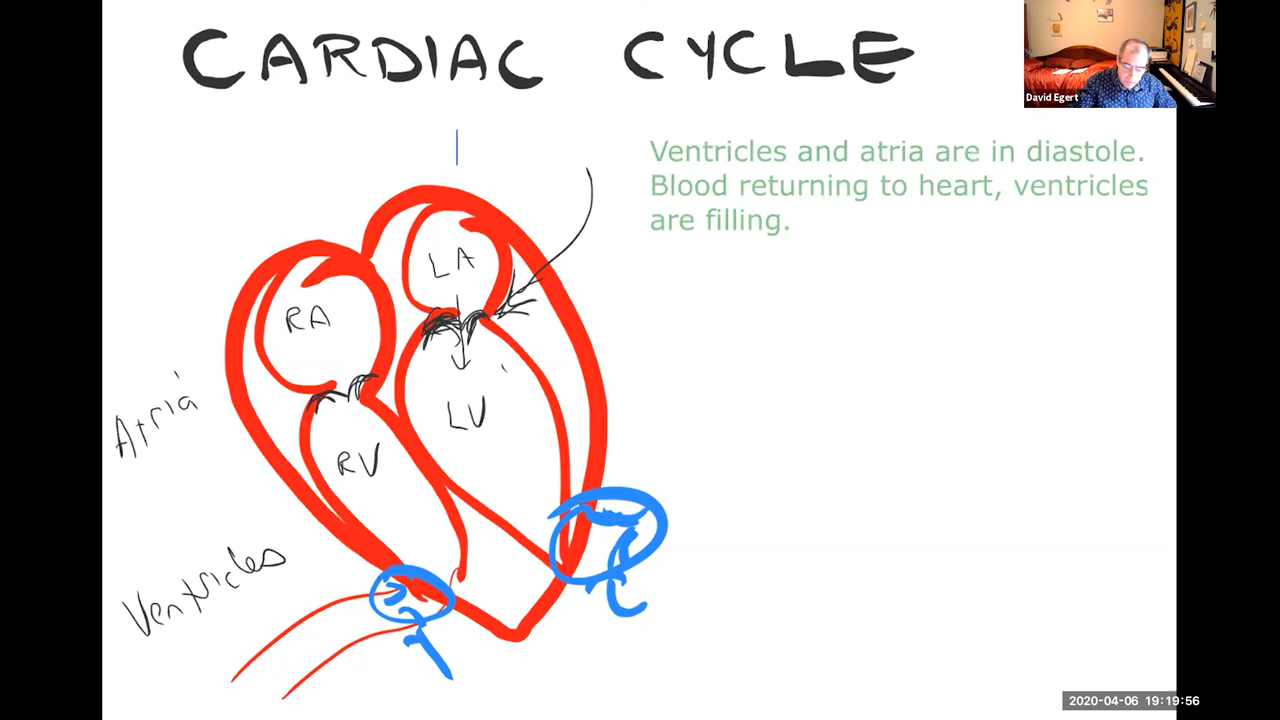 CARDIAC CYCLE
David Egert
Ventricles and atria are in diastole.
Blood returning to heart, ventricles
are filling.
LA
RA
Atria
LV
RV
Ventricles
2020-04-06 19:19:56